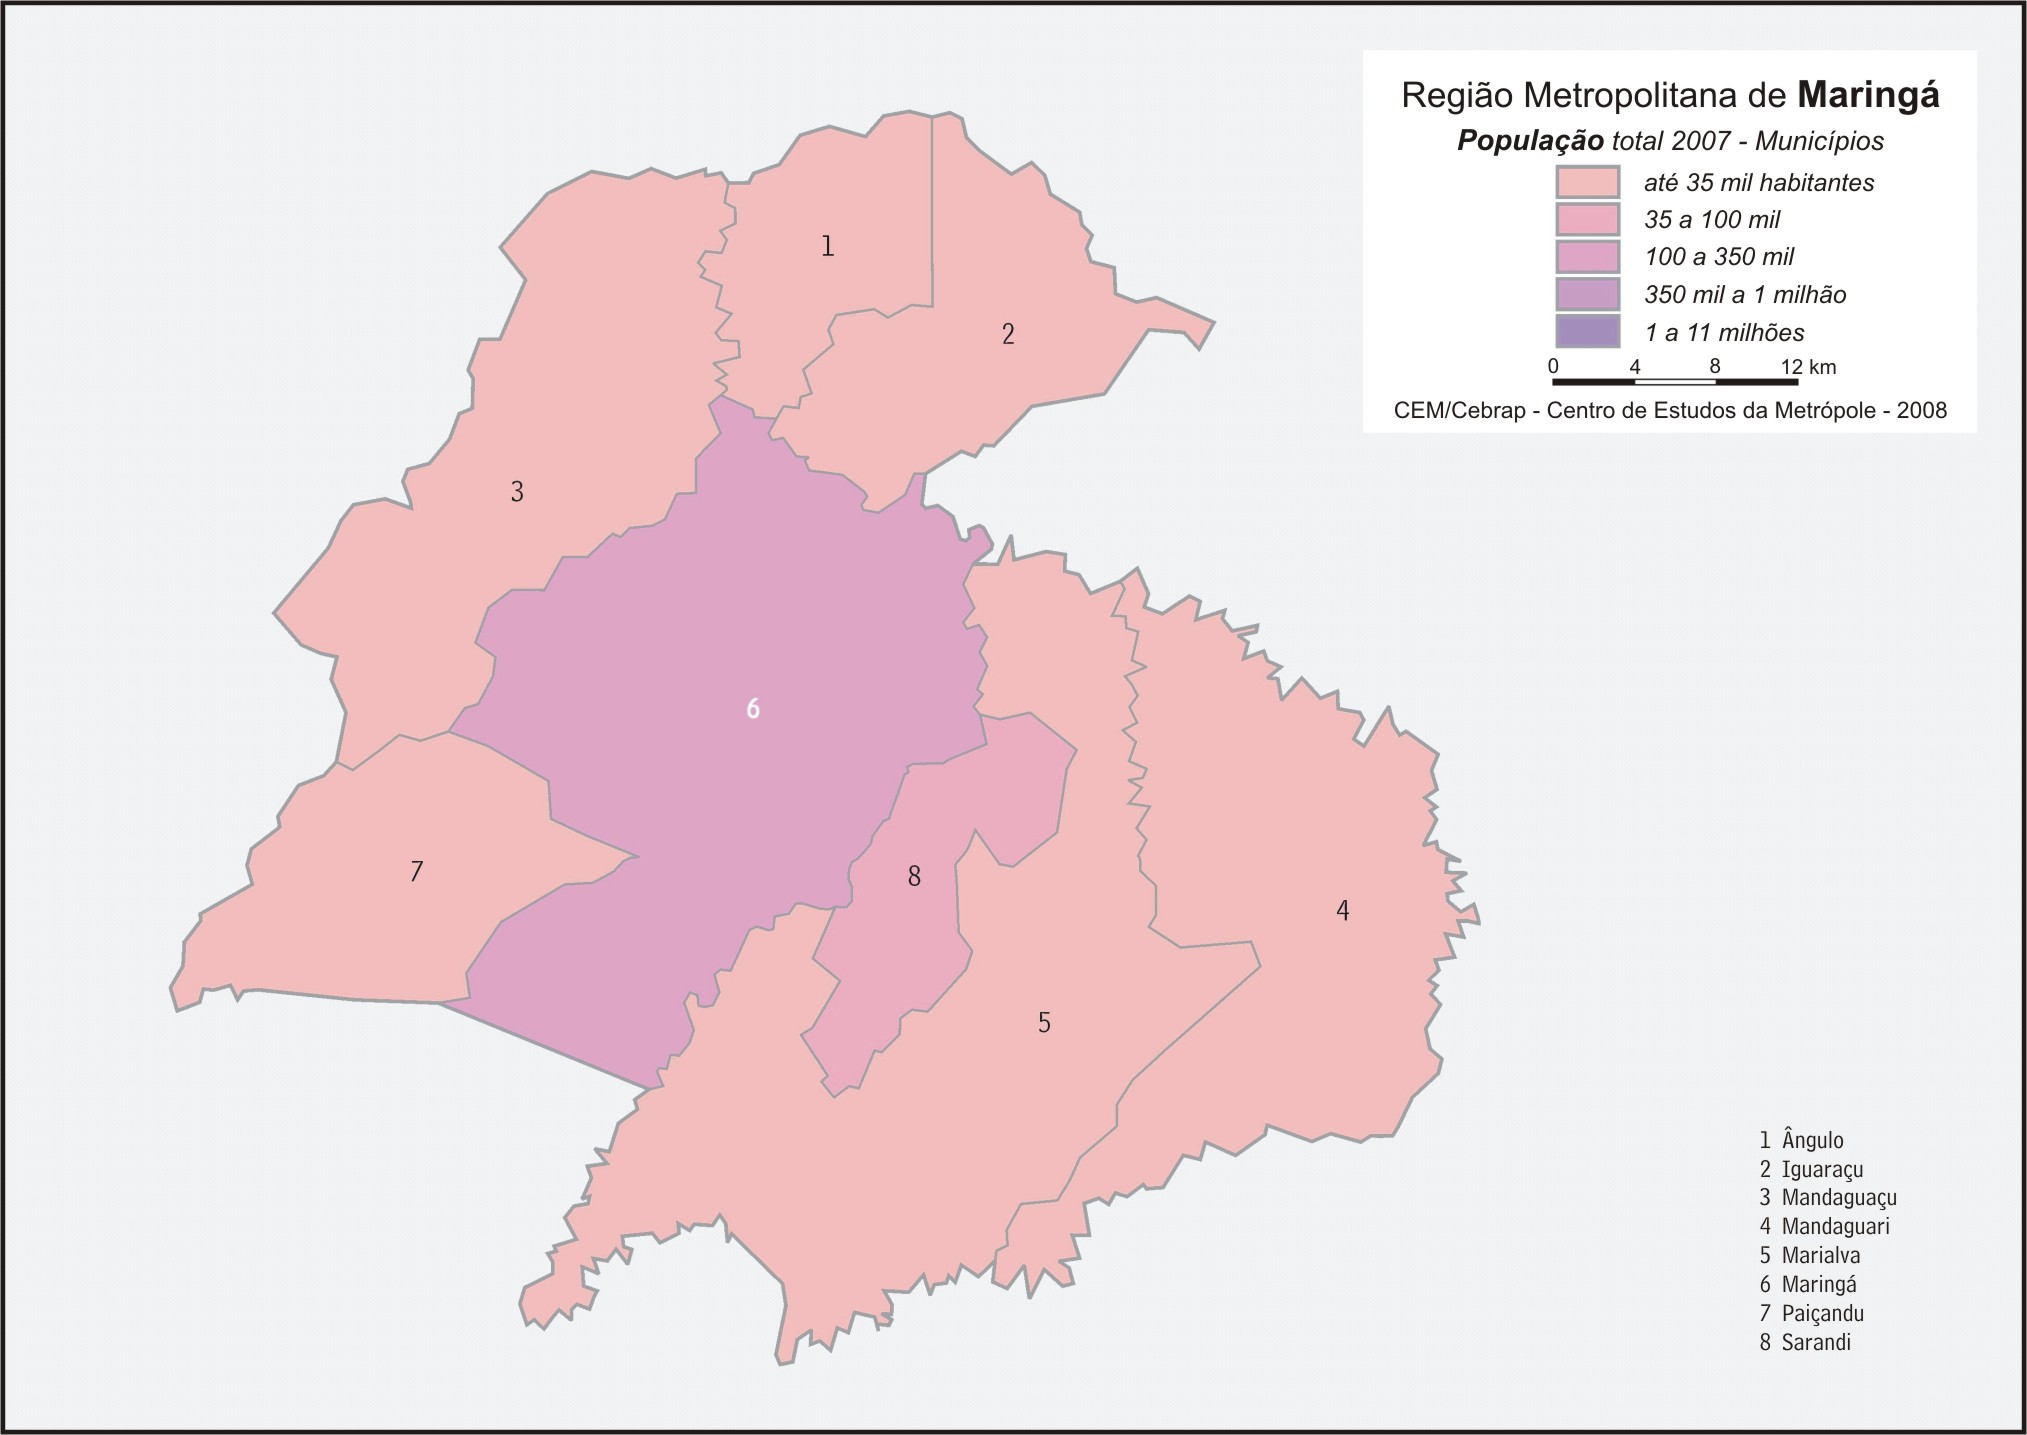 Região Metropolitana de Maringá
População total 2007 - Municípios
até 35 mil habitantes
35 a 100 mil
100 a 350 mil
350 mil a 1 milhão
1 a 11 milhões
0 4 8 12 km
CEM/Cebrap - Centro de Estudos da Metrópole - 2008
1
2
3
6
7
8
4
5
1 Ângulo
2 Iguaraçu
3 Mandaguaçu
4 Mandaguari
5 Marialva
6 Maringá
7 Paiçandu
8 Sarandi